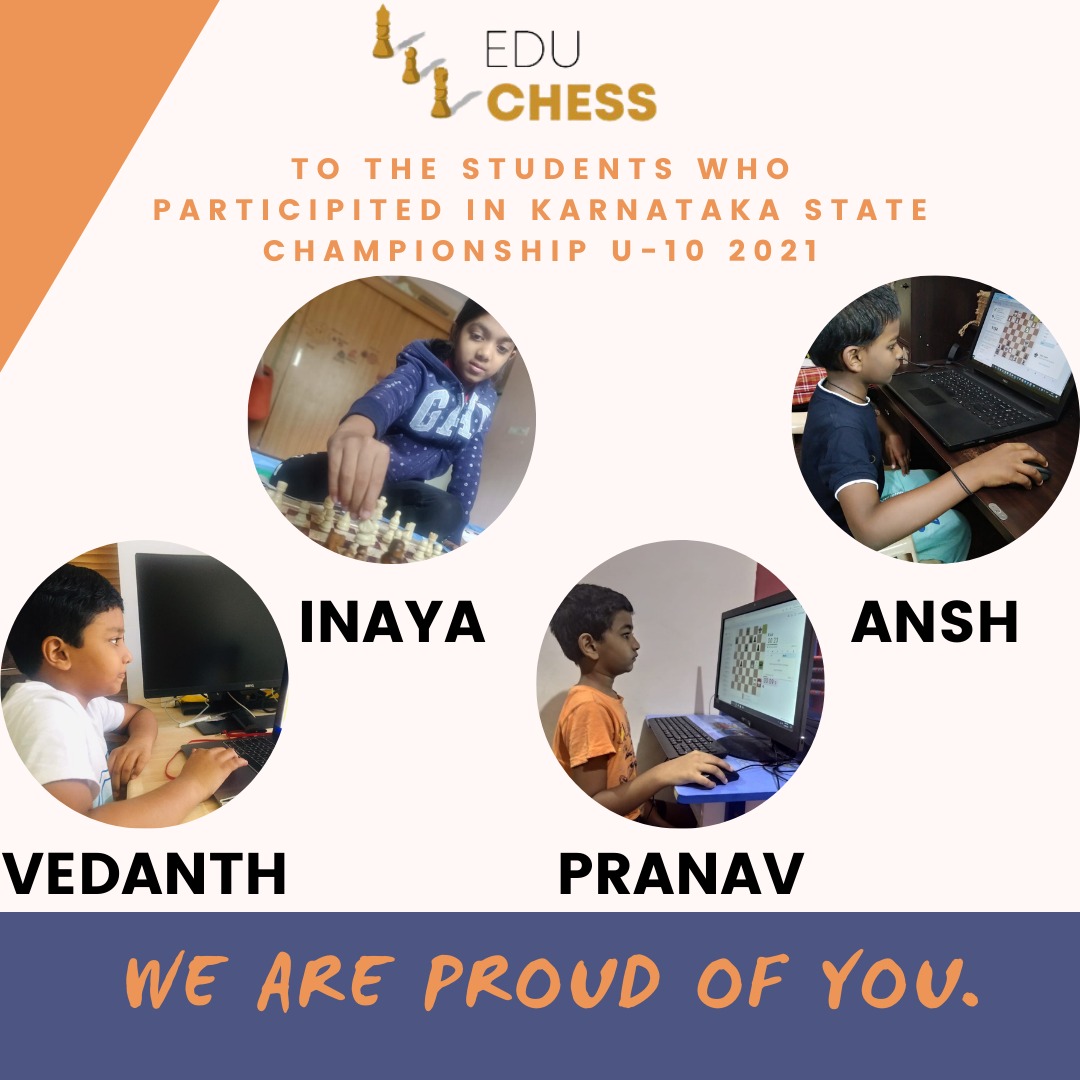 EDU
CHESS
TO THE STUDENTS WHO
PARTICIPITED IN KARNATAKA STATE
CHAMPIONSHIP U-10 2021
GAP
INAYA
ANSH
VEDANTH
PRANAV
WE ARE PROUD OF YOU.